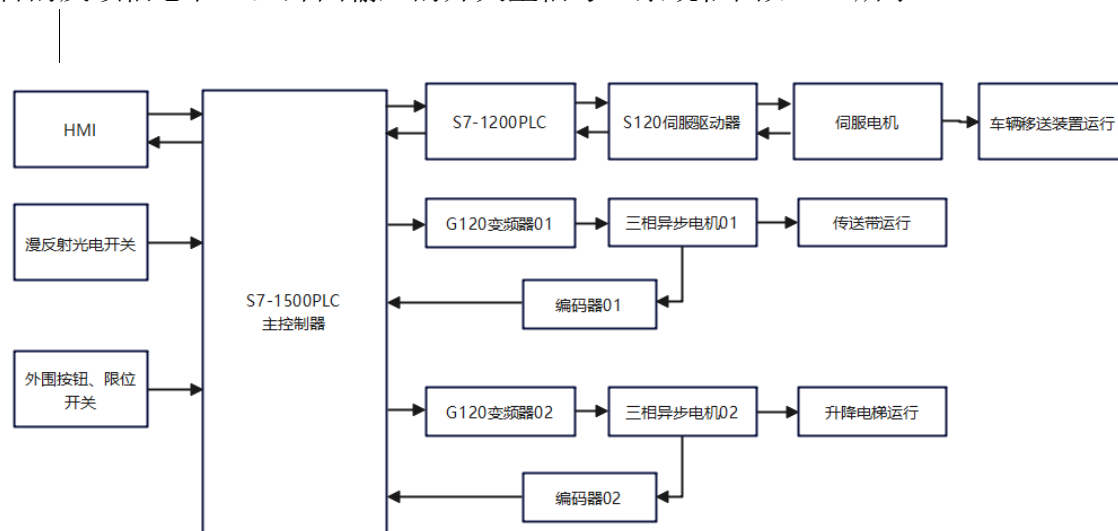 HMI
S7-1200PLC
S120伺服驱动器
伺服电机
车辆移送装置运行
漫反射光电开关
G120变频器01
三相异步电机01
传送带运行
S7-1500PLC
主控制器
编码器01
外围按钮、限位
开关
G120变频器02
三相异步电机02
升降电梯运行
编码器02